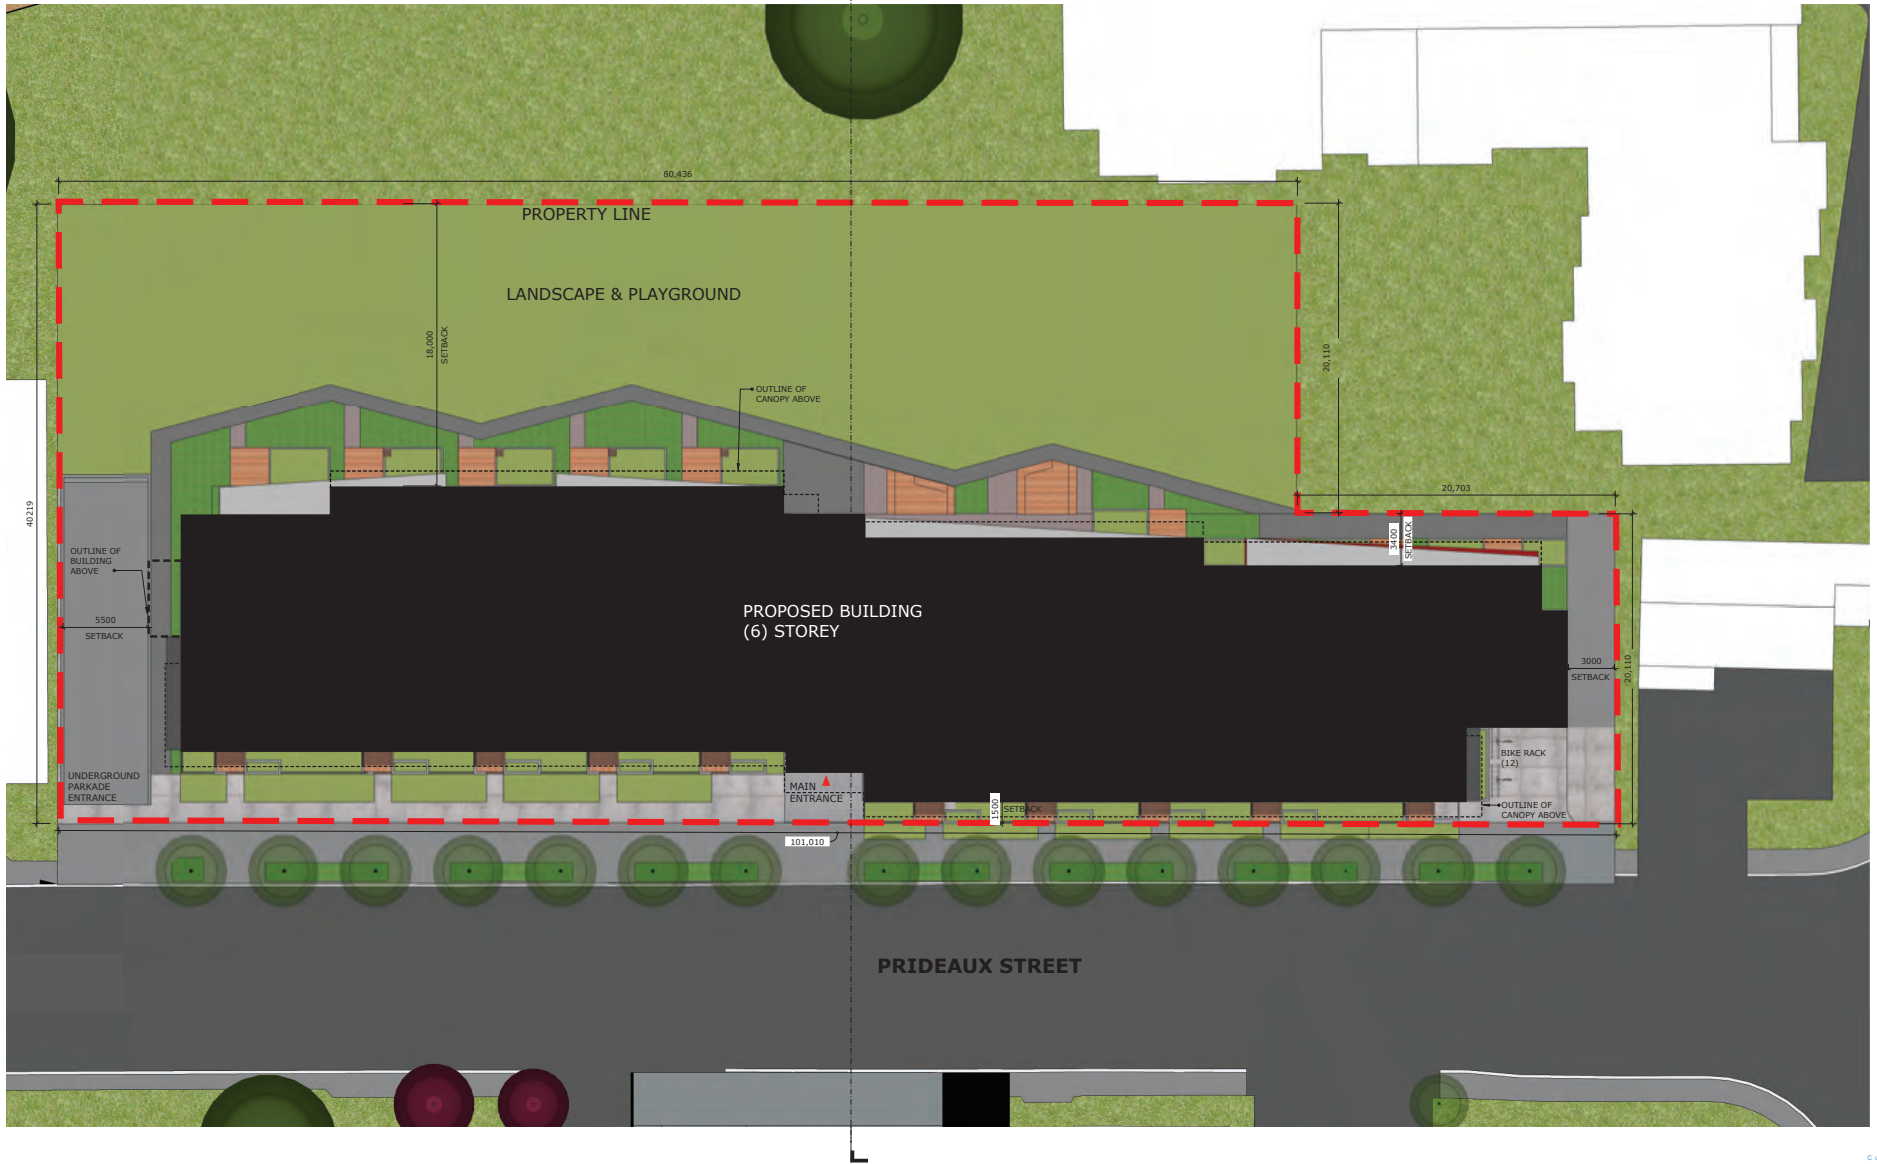 80,436
PROPERTY LINE
LANDSCAPE & PLAYGROUND
18,000
SETBACK
20,110
OUTLINE OF
CANOPY ABOVE
40219
20,703
3400
SETBACK
OUTLINE OF
BUILDING
ABOVE
5500
SETBACK
PROPOSED BUILDING
(6) STOREY
3000
SETBACK
20,110
BIKE RACK
(12)
UNDERGROUND
PARKADE
ENTRANCE
MAIN
ENTRANCE
1500
SETBACK
OUTLINE OF
CANOPY ABOVE
101,010
PRIDEAUX STREET